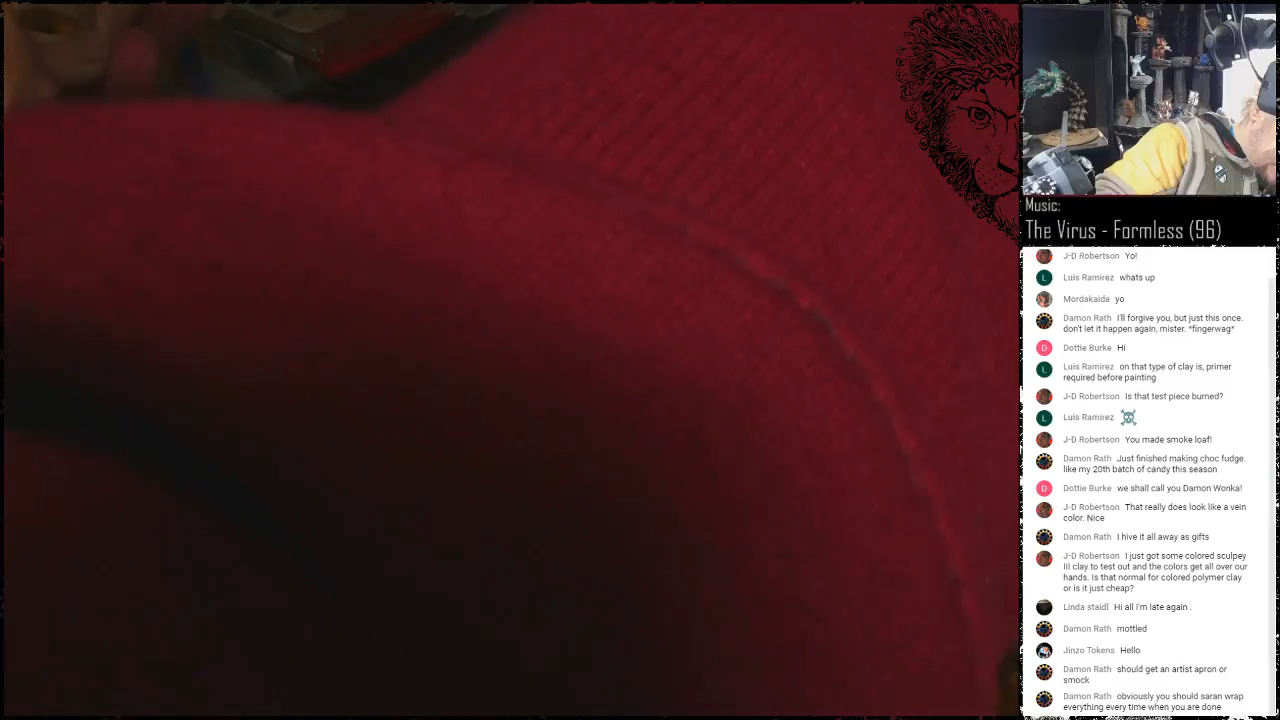 Music:
The Virus - Formless (96)
J-D Robertson Yo!
Luis Ramirez whats up
Mordakaida yo
Damon Rath I'll forgive you, but just this once.
don't let it happen again, mister. *fingerwag*
D
Dottie Burke Hi
L
Luis Ramirez on that type of clay is, primer
required before painting
J-D Robertson Is that test piece burned?
L
Luis Ramirez
J-D Robertson You made smoke loaf!
Damon Rath Just finished making choc fudge.
like my 20th batch of candy this season
D
Dottie Burke we shall call you Damon Wonka!
J-D Robertson That really does look like a vein
color. Nice
Damon Rath I hive it all away as gifts
J-D Robertson I just got some colored sculpey
III clay to test out and the colors get all over our
hands. Is that normal for colored polymer clay
or is it just cheap?
Linda staidl Hi all I'm late again .
Damon Rath mottled
Jinzo Tokens Hello
Damon Rath should get an artist apron or
smock
Damon Rath obviously you should saran wrap
everything every time when you are done